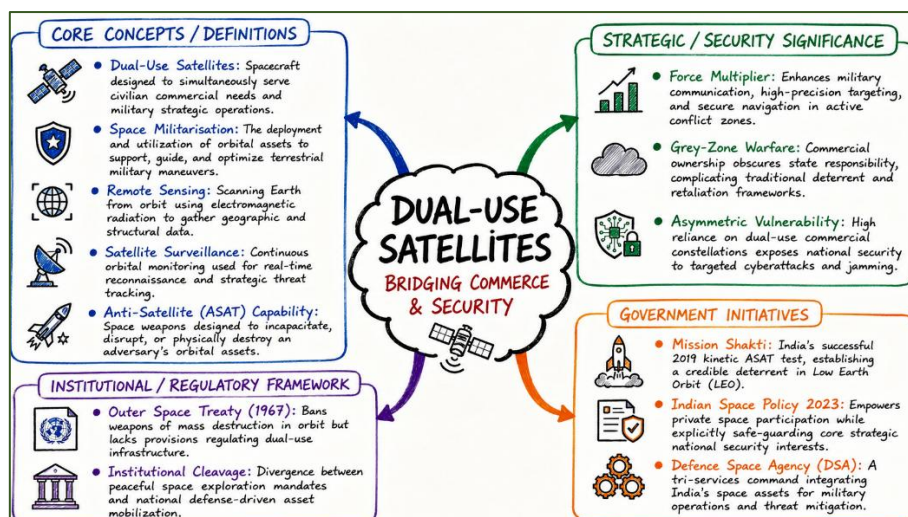 CORE CONCEPTS / DEFINITIONS
• Dual-Use Satellites: Spacecraft
designed to simultaneously serve
civilian commercial needs and
military strategic operations.
• Space Militarisation: The deployment
and utilization of orbital assets to
support, guide, and optimize terrestrial
military maneuvers.
• Remote Sensing: Scanning Earth
from orbit using electromagnetic
radiation to gather geographic and
structural data.
• Satellite Surveillance: Continuous
orbital monitoring used for real-time
reconnaissance and strategic threat
tracking.
• Anti-Satellite (ASAT) Capability:
Space weapons designed to incapacitate,
disrupt, or physically destroy an
adversary's orbital assets.
INSTITUTIONAL / REGULATORY FRAMEWORK
• Outer Space Treaty (1967): Bans
weapons of mass destruction in orbit but
lacks provisions regulating dual-use
infrastructure.
• Institutional Cleavage: Divergence between
peaceful space exploration mandates
and national defense-driven asset
mobilization.
DUAL-USE
SATELLITES
BRIDGING COMMERCE
& SECURITY
STRATEGIC / SECURITY SIGNIFICANCE
• Force Multiplier: Enhances military
communication, high-precision targeting,
and secure navigation in active
conflict zones.
• Grey-Zone Warfare: Commercial
ownership obscures state responsibility,
complicating traditional deterrent and
retaliation frameworks.
• Asymmetric Vulnerability: High
reliance on dual-use commercial
constellations exposes national security
to targeted cyberattacks and jamming.
GOVERNMENT INITIATIVES
• Mission Shakti: India's successful
2019 kinetic ASAT test, establishing
a credible deterrent in Low Earth
Orbit (LEO).
• Indian Space Policy 2023: Empowers
private space participation while
explicitly safe-guarding core strategic
national security interests.
• Defence Space Agency (DSA): A
tri-services command integrating
India's space assets for military
operations and threat mitigation.